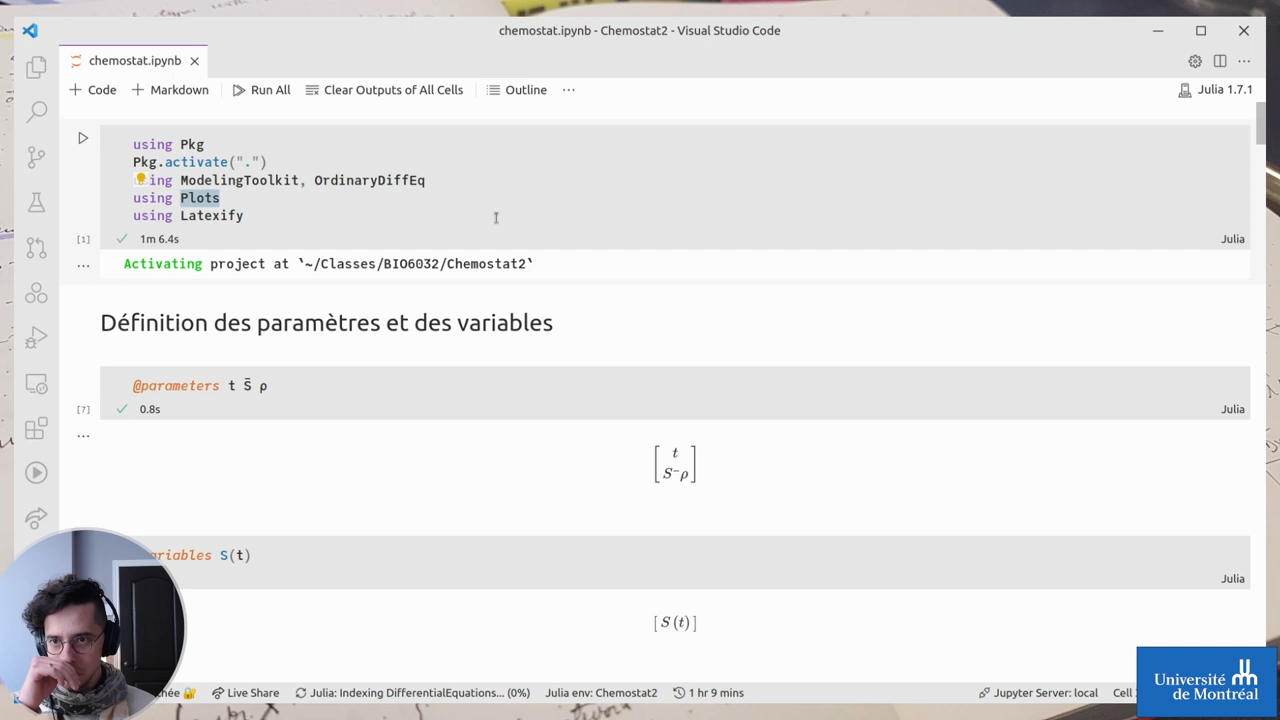 chemostat.ipynb - Chemostat2 - Visual Studio Code
chemostat.ipynb
Code
Markdown
Run All
Clear Outputs of All Cells
Outline
Julia 1.7.1
using Pkg
Pkg.activate(".")
ing ModelingToolkit, OrdinaryDiffEq
using Plots
using Latexify
[1] 1m 6.4s Julia
Activating project at `~/Classes/BIO6032/Chemostat2`
Définition des paramètres et des variables
@parameters t S̄ ρ
[7] 0.8s Julia
t
S⁻ρ
ariables S(t)
Julia
[ S (t) ]
Live Share
Julia: Indexing DifferentialEquations... (0%)
Julia env: Chemostat2
1 hr 9 mins
Jupyter Server: local
Cell
Université
de Montréal